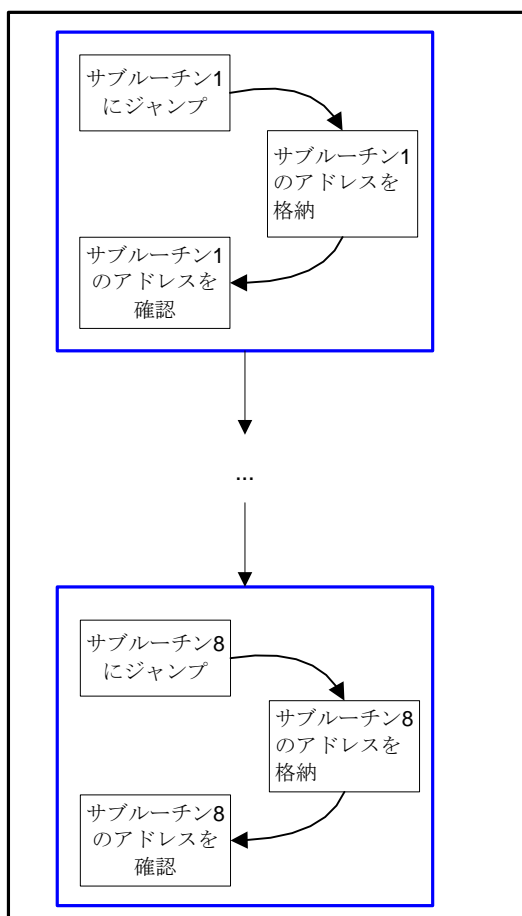 サブルーチン1
にジャンプ
サブルーチン1
のアドレスを
格納
サブルーチン1
のアドレスを
確認
...
サブルーチン8
にジャンプ
サブルーチン8
のアドレスを
格納
サブルーチン8
のアドレスを
確認